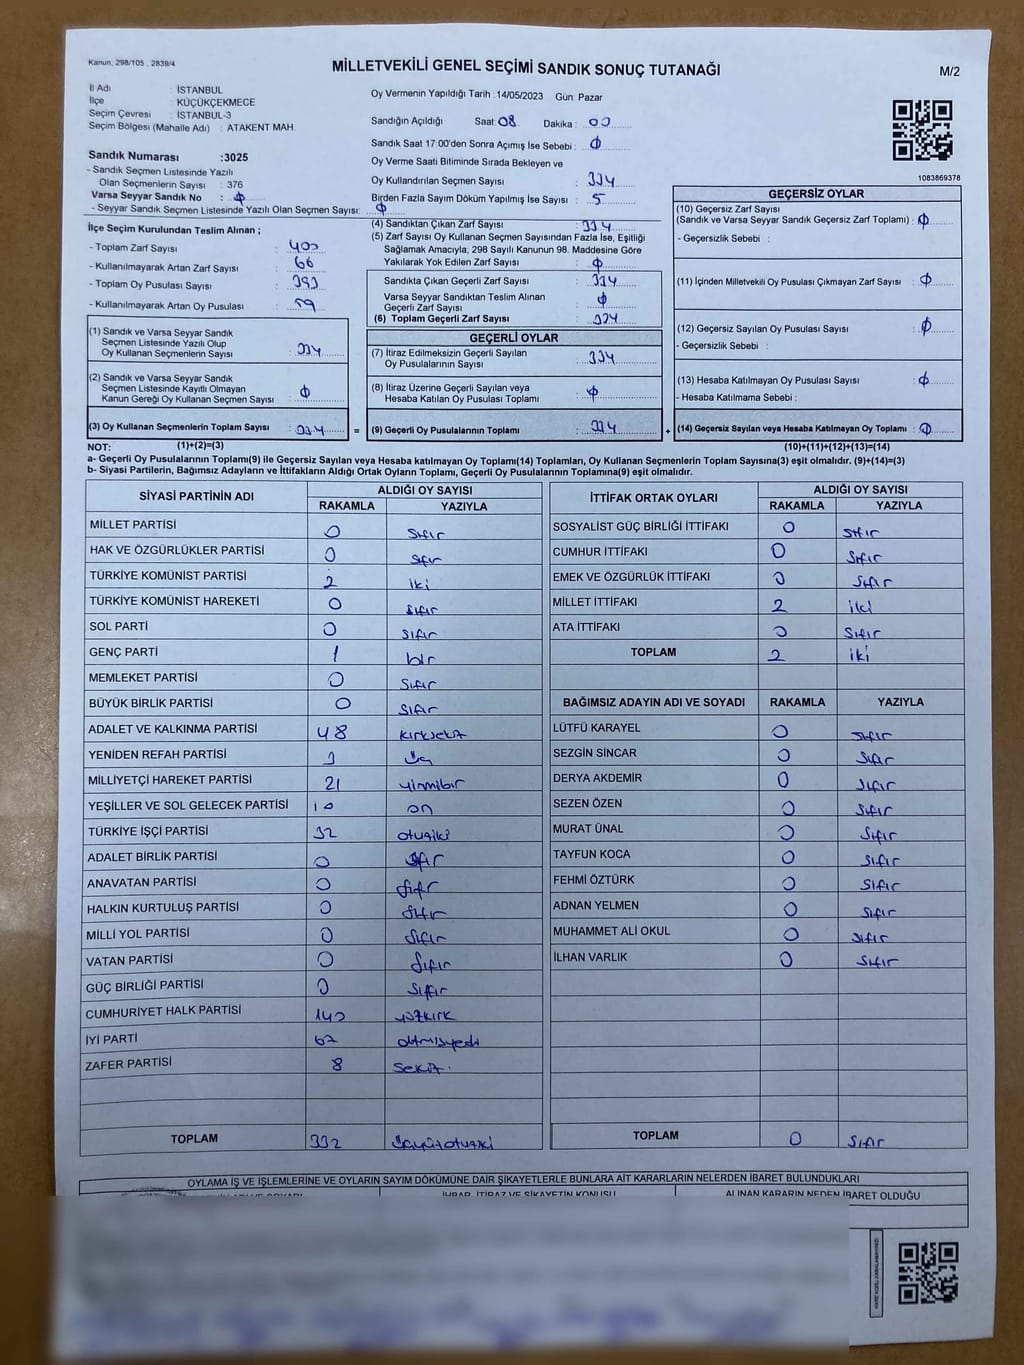 Kanun; 298/105 , 2839/4
MİLLETVEKİLİ GENEL SEÇİMİ SANDIK SONUÇ TUTANAĞI
M/2
İl Adı : İSTANBUL
İlçe : KÜÇÜKÇEKMECE
Seçim Çevresi : İSTANBUL-3
Seçim Bölgesi (Mahalle Adı) : ATAKENT MAH.
Oy Vermenin Yapıldığı Tarih :14/05/2023 Gün: Pazar
Sandığın Açıldığı Saat 08 Dakika : 00
Sandık Saat 17:00'den Sonra Açımış İse Sebebi : Φ
Oy Verme Saati Bitiminde Sırada Bekleyen ve
Oy Kullandırılan Seçmen Sayısı : 334
Birden Fazla Sayım Döküm Yapılmış İse Sayısı : 5
1083869378
Sandık Numarası :3025
- Sandık Seçmen Listesinde Yazılı
Olan Seçmenlerin Sayısı : 376
Varsa Seyyar Sandık No : Φ
- Seyyar Sandık Seçmen Listesinde Yazılı Olan Seçmen Sayısı: Φ
İlçe Seçim Kurulundan Teslim Alınan ;
- Toplam Zarf Sayısı : 400
- Kullanılmayarak Artan Zarf Sayısı : 66
- Toplam Oy Pusulası Sayısı : 393
- Kullanılmayarak Artan Oy Pusulası : 59
(1) Sandık ve Varsa Seyyar Sandık
Seçmen Listesinde Yazılı Olup
Oy Kullanan Seçmenlerin Sayısı : 334
(2) Sandık ve Varsa Seyyar Sandık
Seçmen Listesinde Kayıtlı Olmayan
Kanun Gereği Oy Kullanan Seçmen Sayısı : Φ
(3) Oy Kullanan Seçmenlerin Toplam Sayısı : 334
(1)+(2)=(3)
(4) Sandıktan Çıkan Zarf Sayısı : 334
(5) Zarf Sayısı Oy Kullanan Seçmen Sayısından Fazla İse, Eşitliği
Sağlamak Amacıyla, 298 Sayılı Kanunun 98. Maddesine Göre
Yakılarak Yok Edilen Zarf Sayısı : Φ
Sandıkta Çıkan Geçerli Zarf Sayısı : 334
Varsa Seyyar Sandıktan Teslim Alınan
Geçerli Zarf Sayısı : Φ
(6) Toplam Geçerli Zarf Sayısı : 334
GEÇERLİ OYLAR
(7) İtiraz Edilmeksizin Geçerli Sayılan
Oy Pusulalarının Sayısı : 334
(8) İtiraz Üzerine Geçerli Sayılan veya
Hesaba Katılan Oy Pusulası Toplamı : Φ
= (9) Geçerli Oy Pusulalarının Toplamı : 334 +
GEÇERSİZ OYLAR
(10) Geçersiz Zarf Sayısı
(Sandık ve Varsa Seyyar Sandık Geçersiz Zarf Toplamı) : Φ
- Geçersizlik Sebebi :
(11) İçinden Milletvekili Oy Pusulası Çıkmayan Zarf Sayısı : Φ
(12) Geçersiz Sayılan Oy Pusulası Sayısı : Φ
- Geçersizlik Sebebi :
(13) Hesaba Katılmayan Oy Pusulası Sayısı : Φ
- Hesaba Katılmama Sebebi :
(14) Geçersiz Sayılan veya Hesaba Katılmayan Oy Toplamı : Φ
(10)+(11)+(12)+(13)=(14)
NOT:
a- Geçerli Oy Pusulalarının Toplamı(9) ile Geçersiz Sayılan veya Hesaba katılmayan Oy Toplamı(14) Toplamları, Oy Kullanan Seçmenlerin Toplam Sayısına(3) eşit olmalıdır. (9)+(14)=(3)
b- Siyasi Partilerin, Bağımsız Adayların ve İttifakların Aldığı Ortak Oyların Toplamı, Geçerli Oy Pusulalarının Toplamına(9) eşit olmalıdır.
SİYASİ PARTİNİN ADI ALDIĞI OY SAYISI
RAKAMLA YAZIYLA
MİLLET PARTİSİ 0 Sıfır
HAK VE ÖZGÜRLÜKLER PARTİSİ 0 Sıfır
TÜRKİYE KOMÜNİST PARTİSİ 2 iki
TÜRKİYE KOMÜNİST HAREKETİ 0 Sıfır
SOL PARTİ 0 Sıfır
GENÇ PARTİ 1 bir
MEMLEKET PARTİSİ 0 Sıfır
BÜYÜK BİRLİK PARTİSİ 0 Sıfır
ADALET VE KALKINMA PARTİSİ 48 kırksekiz
YENİDEN REFAH PARTİSİ 3 üç
MİLLİYETÇİ HAREKET PARTİSİ 21 yirmibir
YEŞİLLER VE SOL GELECEK PARTİSİ 10 on
TÜRKİYE İŞÇİ PARTİSİ 32 otuziki
ADALET BİRLİK PARTİSİ 0 Sıfır
ANAVATAN PARTİSİ 0 Sıfır
HALKIN KURTULUŞ PARTİSİ 0 Sıfır
MİLLİ YOL PARTİSİ 0 Sıfır
VATAN PARTİSİ 0 Sıfır
GÜÇ BİRLİĞİ PARTİSİ 0 Sıfır
CUMHURİYET HALK PARTİSİ 140 yüzkırk
İYİ PARTİ 67 altmışyedi
ZAFER PARTİSİ 8 sekiz
TOPLAM 332 üçyüzotuziki
İTTİFAK ORTAK OYLARI ALDIĞI OY SAYISI
RAKAMLA YAZIYLA
SOSYALİST GÜÇ BİRLİĞİ İTTİFAKI 0 Sıfır
CUMHUR İTTİFAKI 0 Sıfır
EMEK VE ÖZGÜRLÜK İTTİFAKI 0 Sıfır
MİLLET İTTİFAKI 2 iki
ATA İTTİFAKI 0 Sıfır
TOPLAM 2 iki
BAĞIMSIZ ADAYIN ADI VE SOYADI RAKAMLA YAZIYLA
LÜTFÜ KARAYEL 0 Sıfır
SEZGİN SİNCAR 0 Sıfır
DERYA AKDEMİR 0 Sıfır
SEZEN ÖZEN 0 Sıfır
MURAT ÜNAL 0 Sıfır
TAYFUN KOCA 0 Sıfır
FEHMİ ÖZTÜRK 0 Sıfır
ADNAN YELMEN 0 Sıfır
MUHAMMET ALİ OKUL 0 Sıfır
İLHAN VARLIK 0 Sıfır
TOPLAM 0 Sıfır
OYLAMA İŞ VE İŞLEMLERİNE VE OYLARIN SAYIM DÖKÜMÜNE DAİR ŞİKAYETLERLE BUNLARA AİT KARARLARIN NELERDEN İBARET BULUNDUKLARI
İHBAR, İTİRAZ VE ŞİKAYETİN KONUSU ALINAN KARARIN NEDEN İBARET OLDUĞU